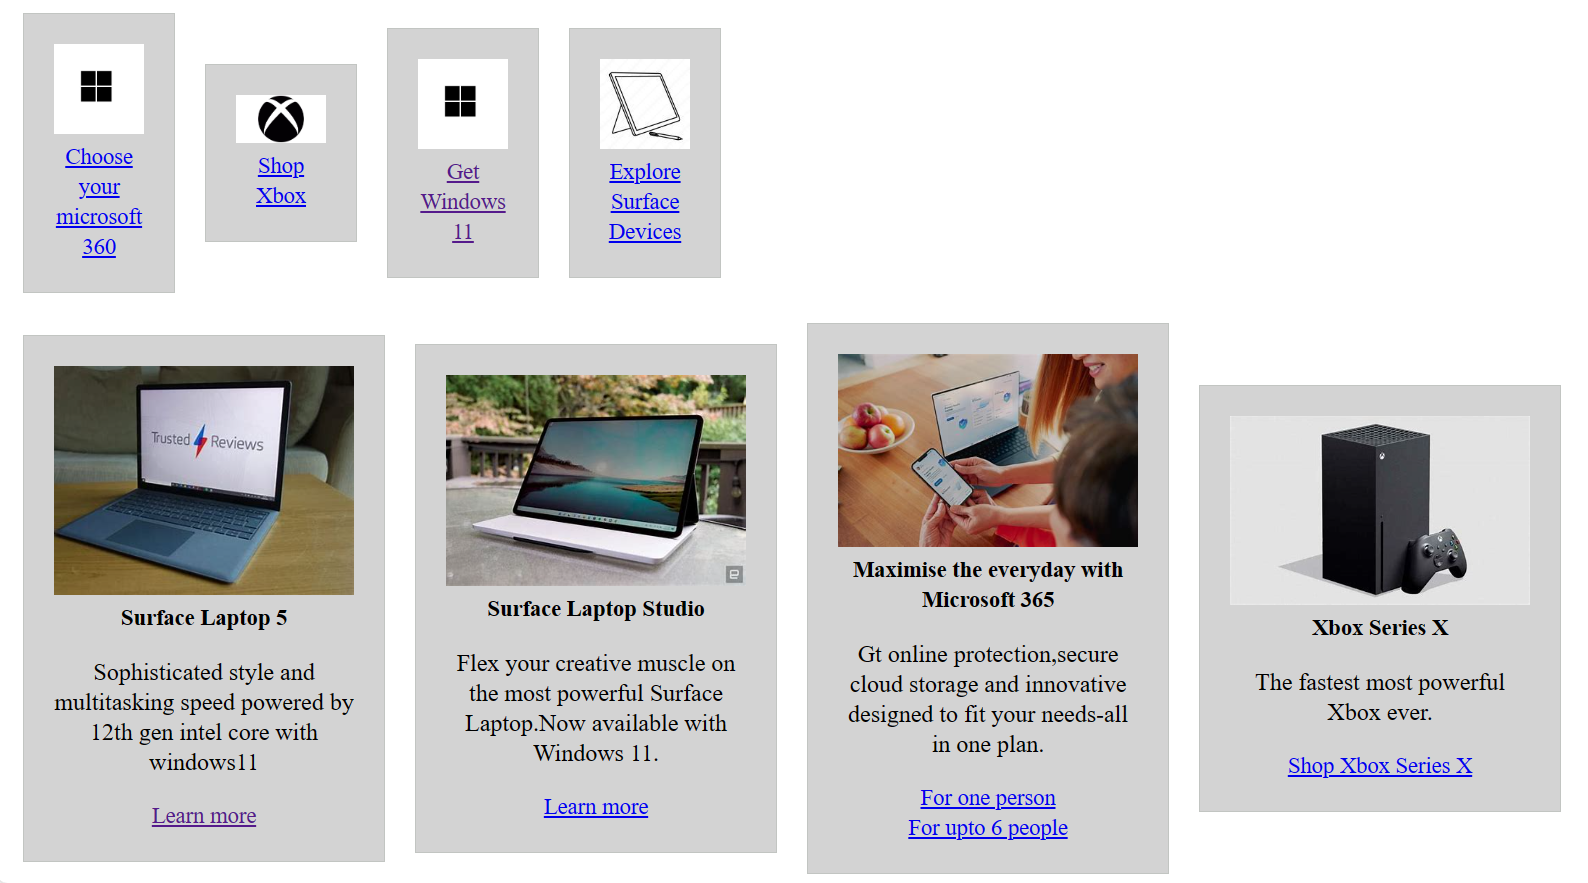 Choose
your
microsoft
360
Shop
Xbox
Get
Windows
11
Explore
Surface
Devices
Trusted Reviews
Surface Laptop 5
Sophisticated style and
multitasking speed powered by
12th gen intel core with
windows11
Learn more
Surface Laptop Studio
Flex your creative muscle on
the most powerful Surface
Laptop.Now available with
Windows 11.
Learn more
Maximise the everyday with
Microsoft 365
Gt online protection,secure
cloud storage and innovative
designed to fit your needs-all
in one plan.
For one person
For upto 6 people
Xbox Series X
The fastest most powerful
Xbox ever.
Shop Xbox Series X